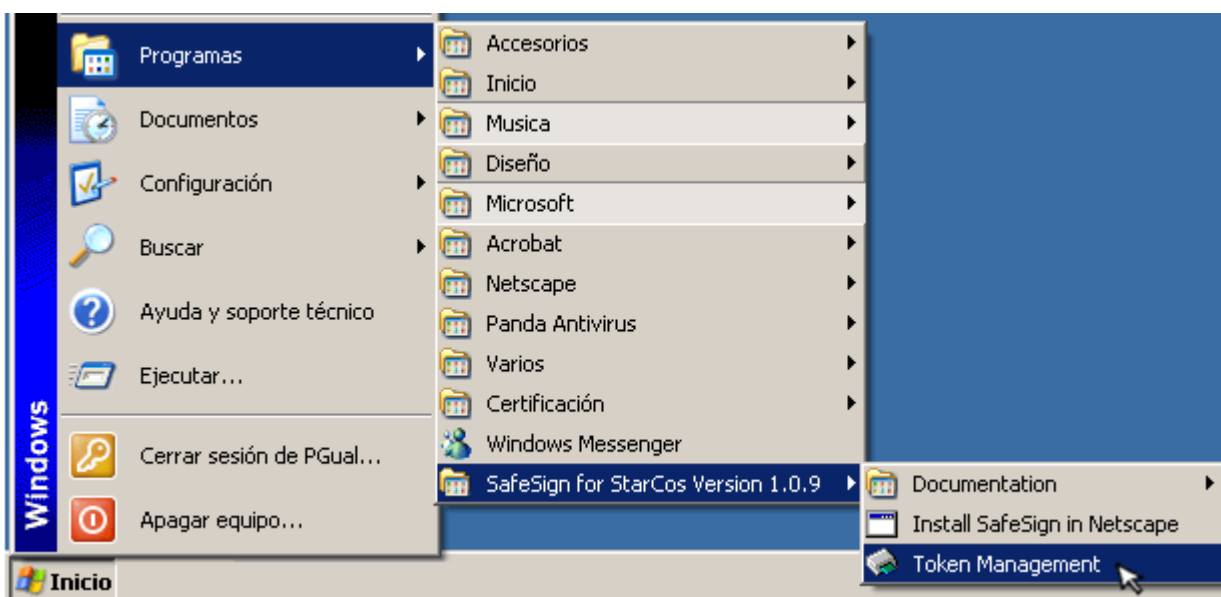 Programas
Documentos
Configuración
Buscar
Ayuda y soporte técnico
Ejecutar...
Cerrar sesión de PGual...
Apagar equipo...
Windows
Inicio
Accesorios
Inicio
Musica
Diseño
Microsoft
Acrobat
Netscape
Panda Antivirus
Varios
Certificación
Windows Messenger
SafeSign for StarCos Version 1.0.9
Documentation
Install SafeSign in Netscape
Token Management